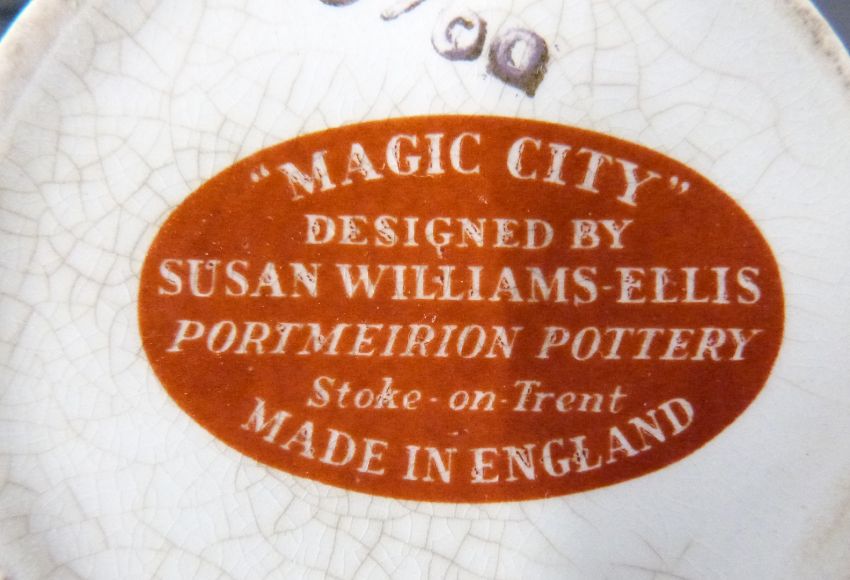 "MAGIC CITY"
DESIGNED BY
SUSAN WILLIAMS-ELLIS
PORTMEIRION POTTERY
Stoke-on-Trent
MADE IN ENGLAND